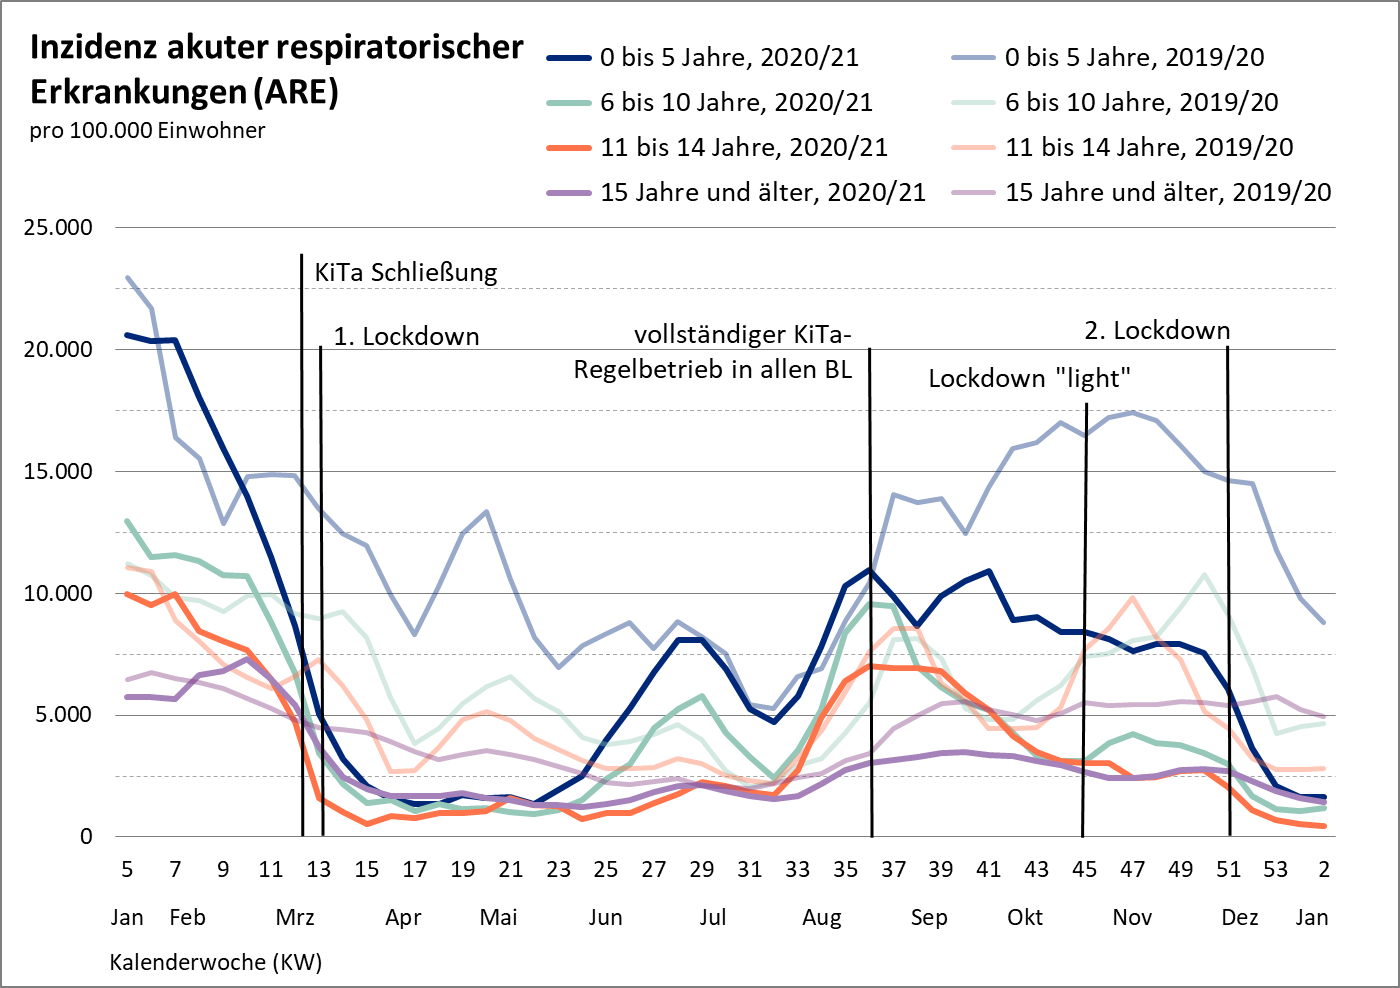 Inzidenz akuter respiratorischer
Erkrankungen (ARE)
pro 100.000 Einwohner
0 bis 5 Jahre, 2020/21
0 bis 5 Jahre, 2019/20
6 bis 10 Jahre, 2020/21
6 bis 10 Jahre, 2019/20
11 bis 14 Jahre, 2020/21
11 bis 14 Jahre, 2019/20
15 Jahre und älter, 2020/21
15 Jahre und älter, 2019/20
25.000
20.000
15.000
10.000
5.000
0
KiTa Schließung
1. Lockdown
vollständiger KiTa-
Regelbetrieb in allen BL
Lockdown "light"
2. Lockdown
5 7 9 11 13 15 17 19 21 23 25 27 29 31 33 35 37 39 41 43 45 47 49 51 53 2
Jan Feb Mrz Apr Mai Jun Jul Aug Sep Okt Nov Dez Jan
Kalenderwoche (KW)